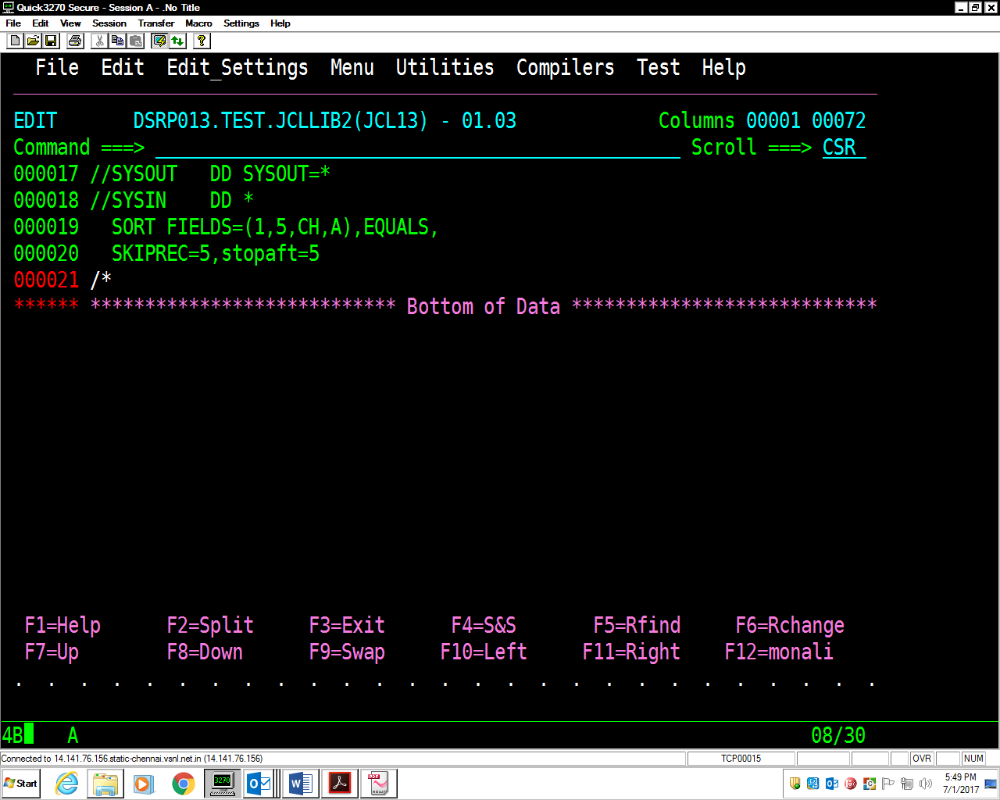 Quick3270 Secure - Session A - .No Title
File Edit View Session Transfer Macro Settings Help
File Edit Edit_Settings Menu Utilities Compilers Test Help
EDIT DSRP013.TEST.JCLLIB2(JCL13) - 01.03 Columns 00001 00072
Command ===> Scroll ===> CSR
000017 //SYSOUT   DD SYSOUT=*
000018 //SYSIN    DD *
000019   SORT FIELDS=(1,5,CH,A),EQUALS,
000020   SKIPREC=5,stopaft=5
000021 /*
****** **************************** Bottom of Data ****************************
F1=Help F2=Split F3=Exit F4=S&S F5=Rfind F6=Rchange
F7=Up F8=Down F9=Swap F10=Left F11=Right F12=monali
. . . . . . . . . . . . . . . . . . . . . . . . . . .
4B A 08/30
Connected to 14.141.76.156.static-chennai.vsnl.net.in (14.141.76.156) TCP00015 OVR NUM
Start 3270 5:49 PM
7/1/2017